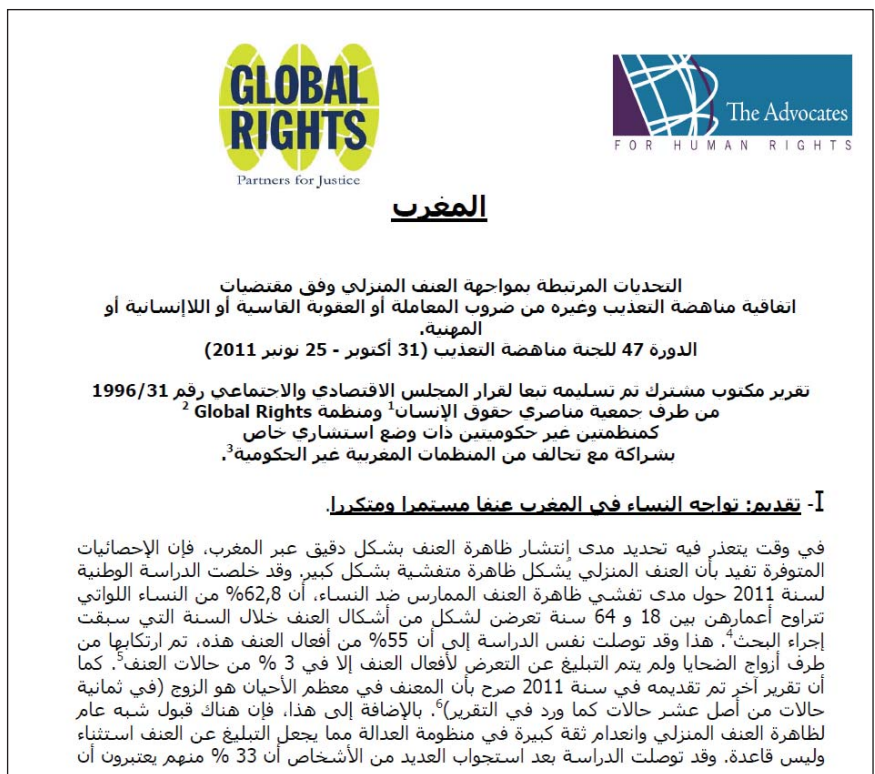 GLOBAL
RIGHTS
Partners for Justice
The Advocates
FOR HUMAN RIGHTS
المغرب
التحديات المرتبطة بمواجهة العنف المنزلي وفق مقتضيات
اتفاقية مناهضة التعذيب وغيره من ضروب المعاملة أو العقوبة القاسية أو اللاإنسانية أو
المهنية.
الدورة 47 للجنة مناهضة التعذيب (31 أكتوبر - 25 نونبر 2011)
تقرير مكتوب مشترك تم تسليمه تبعا لقرار المجلس الاقتصادي والاجتماعي رقم 1996/31
من طرف جمعية مناصري حقوق الإنسان1 ومنظمة Global Rights 2
كمنظمتين غير حكوميتين ذات وضع استشاري خاص
بشراكة مع تحالف من المنظمات المغربية غير الحكومية3.
I- تقديم: تواجه النساء في المغرب عنفا مستمرا ومتكررا.
في وقت يتعذر فيه تحديد مدى إنتشار ظاهرة العنف بشكل دقيق عبر المغرب، فإن الإحصائيات
المتوفرة تفيد بأن العنف المنزلي يُشكل ظاهرة متفشية بشكل كبير. وقد خلصت الدراسة الوطنية
لسنة 2011 حول مدى تفشي ظاهرة العنف الممارس ضد النساء، أن 62,8% من النساء اللواتي
تتراوح أعمارهن بين 18 و 64 سنة تعرضن لشكل من أشكال العنف خلال السنة التي سبقت
إجراء البحث4. هذا وقد توصلت نفس الدراسة إلى أن 55% من أفعال العنف هذه، تم ارتكابها من
طرف أزواج الضحايا ولم يتم التبليغ عن التعرض لأفعال العنف إلا في 3 % من حالات العنف5. كما
أن تقرير آخر تم تقديمه في سنة 2011 صرح بأن المعنف في معظم الأحيان هو الزوج (في ثمانية
حالات من أصل عشر حالات كما ورد في التقرير)6. بالإضافة إلى هذا، فإن هناك قبول شبه عام
لظاهرة العنف المنزلي وانعدام ثقة كبيرة في منظومة العدالة مما يجعل التبليغ عن العنف استثناء
وليس قاعدة. وقد توصلت الدراسة بعد استجواب العديد من الأشخاص أن 33 % منهم يعتبرون أن